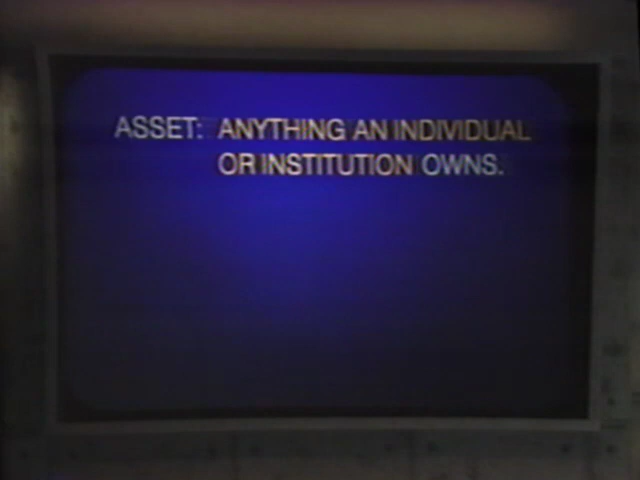 ASSET: ANYTHING AN INDIVIDUAL
OR INSTITUTION OWNS.